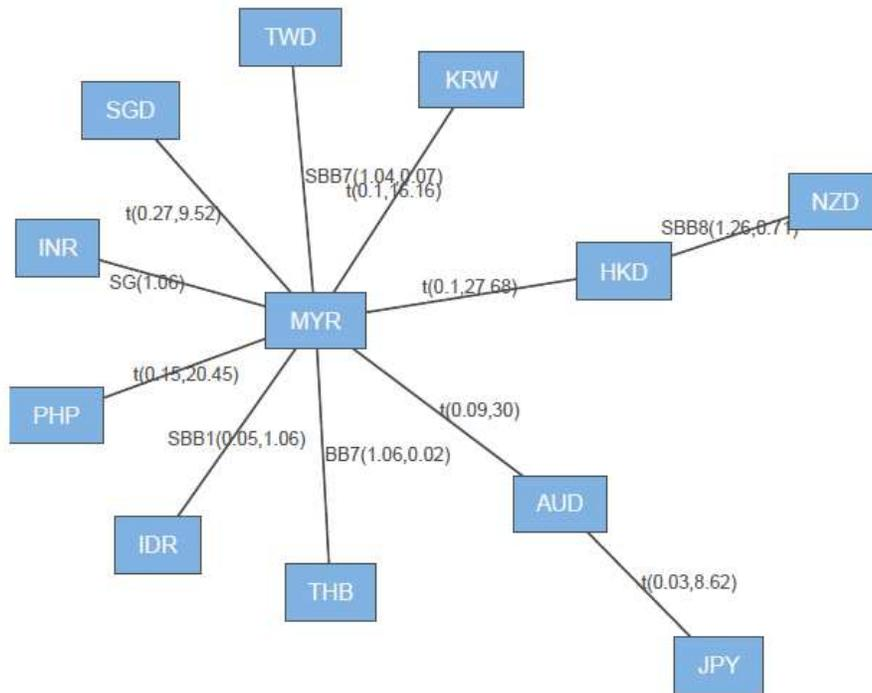 TWD
KRW
SGD
SBB7(1.04,0.07)
t(0.1,16.16)
NZD
t(0.27,9.52)
SBB8(1.26,0.71)
INR
HKD
SG(1.06)
t(0.1,27.68)
MYR
t(0.15,20.45)
PHP
t(0.09,30)
SBB1(0.05,1.06)
BB7(1.06,0.02)
AUD
IDR
THB
t(0.03,8.62)
JPY